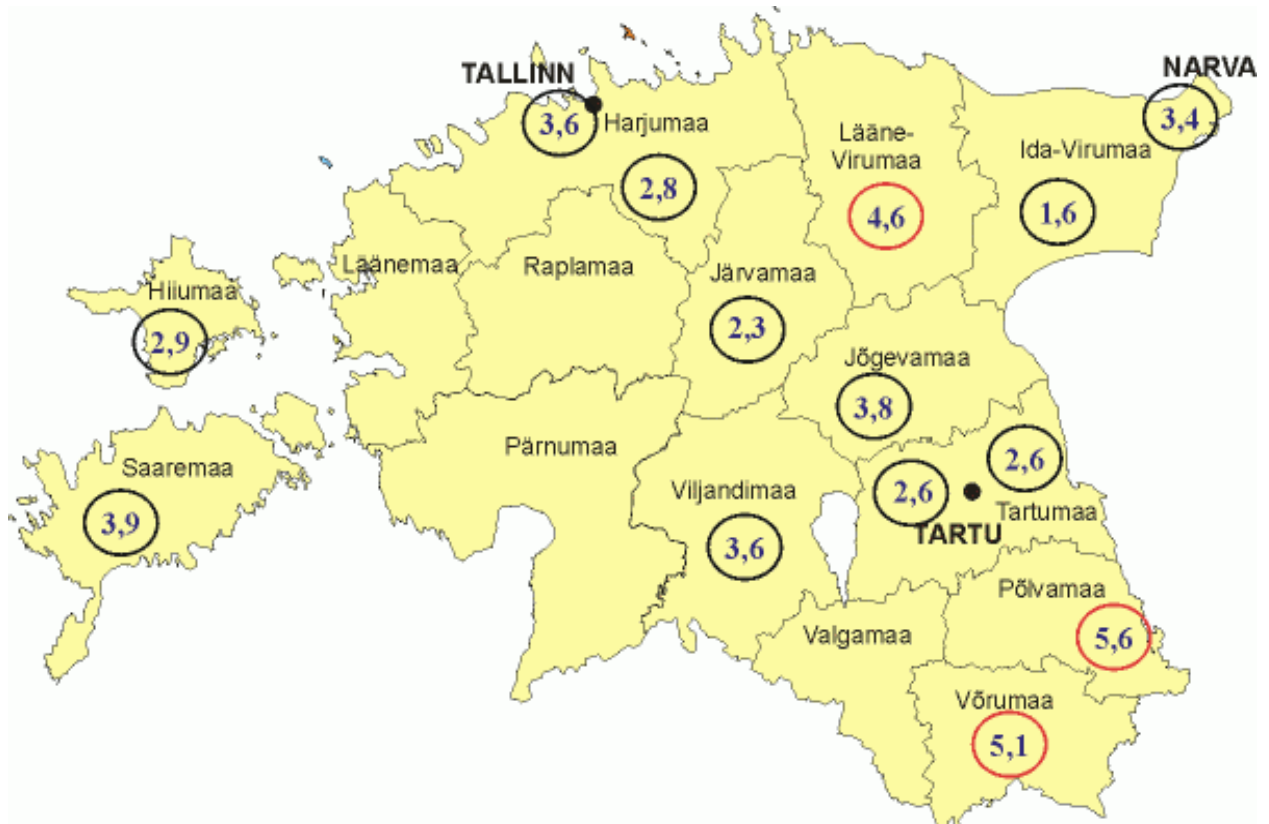 TALLINN
NARVA
3,6
Harjumaa
3,4
Lääne-
Virumaa
Ida-Virumaa
2,8
4,6
1,6
Läänemaa
Raplamaa
Järvamaa
Hiiumaa
2,9
2,3
Jõgevamaa
3,8
Pärnumaa
Saaremaa
2,6
Viljandimaa
2,6
3,9
Tartumaa
TARTU
3,6
Põlvamaa
Valgamaa
5,6
Võrumaa
5,1